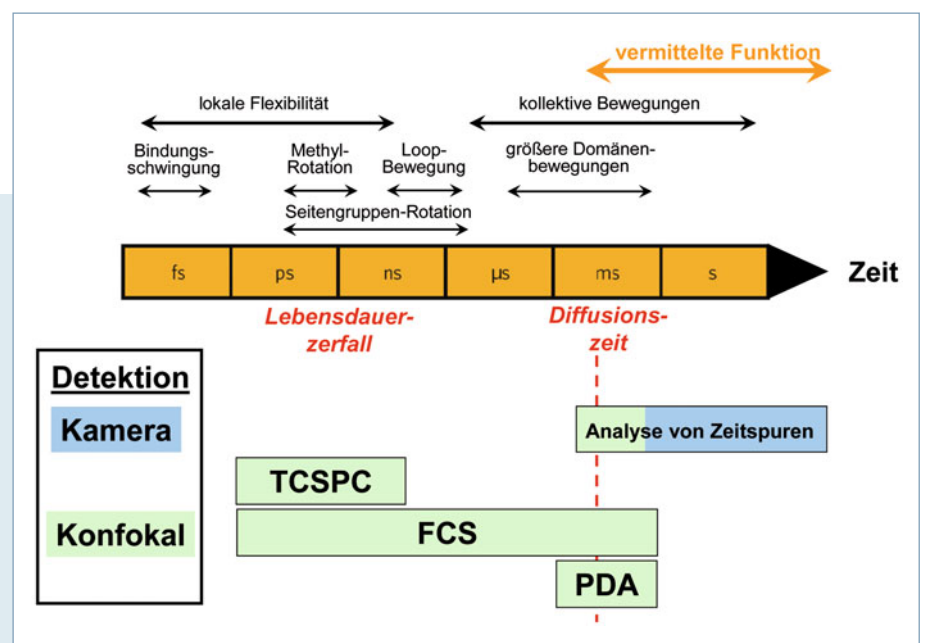 vermittelte Funktion
lokale Flexibilität
kollektive Bewegungen
Bindungs-
schwingung
Methyl-
Rotation
Loop-
Bewegung
größere Domänen-
bewegungen
Seitengruppen-Rotation
fs
ps
ns
µs
ms
s
Zeit
Lebensdauer-
zerfall
Diffusions-
zeit
Detektion
Kamera
Analyse von Zeitspuren
TCSPC
Konfokal
FCS
PDA